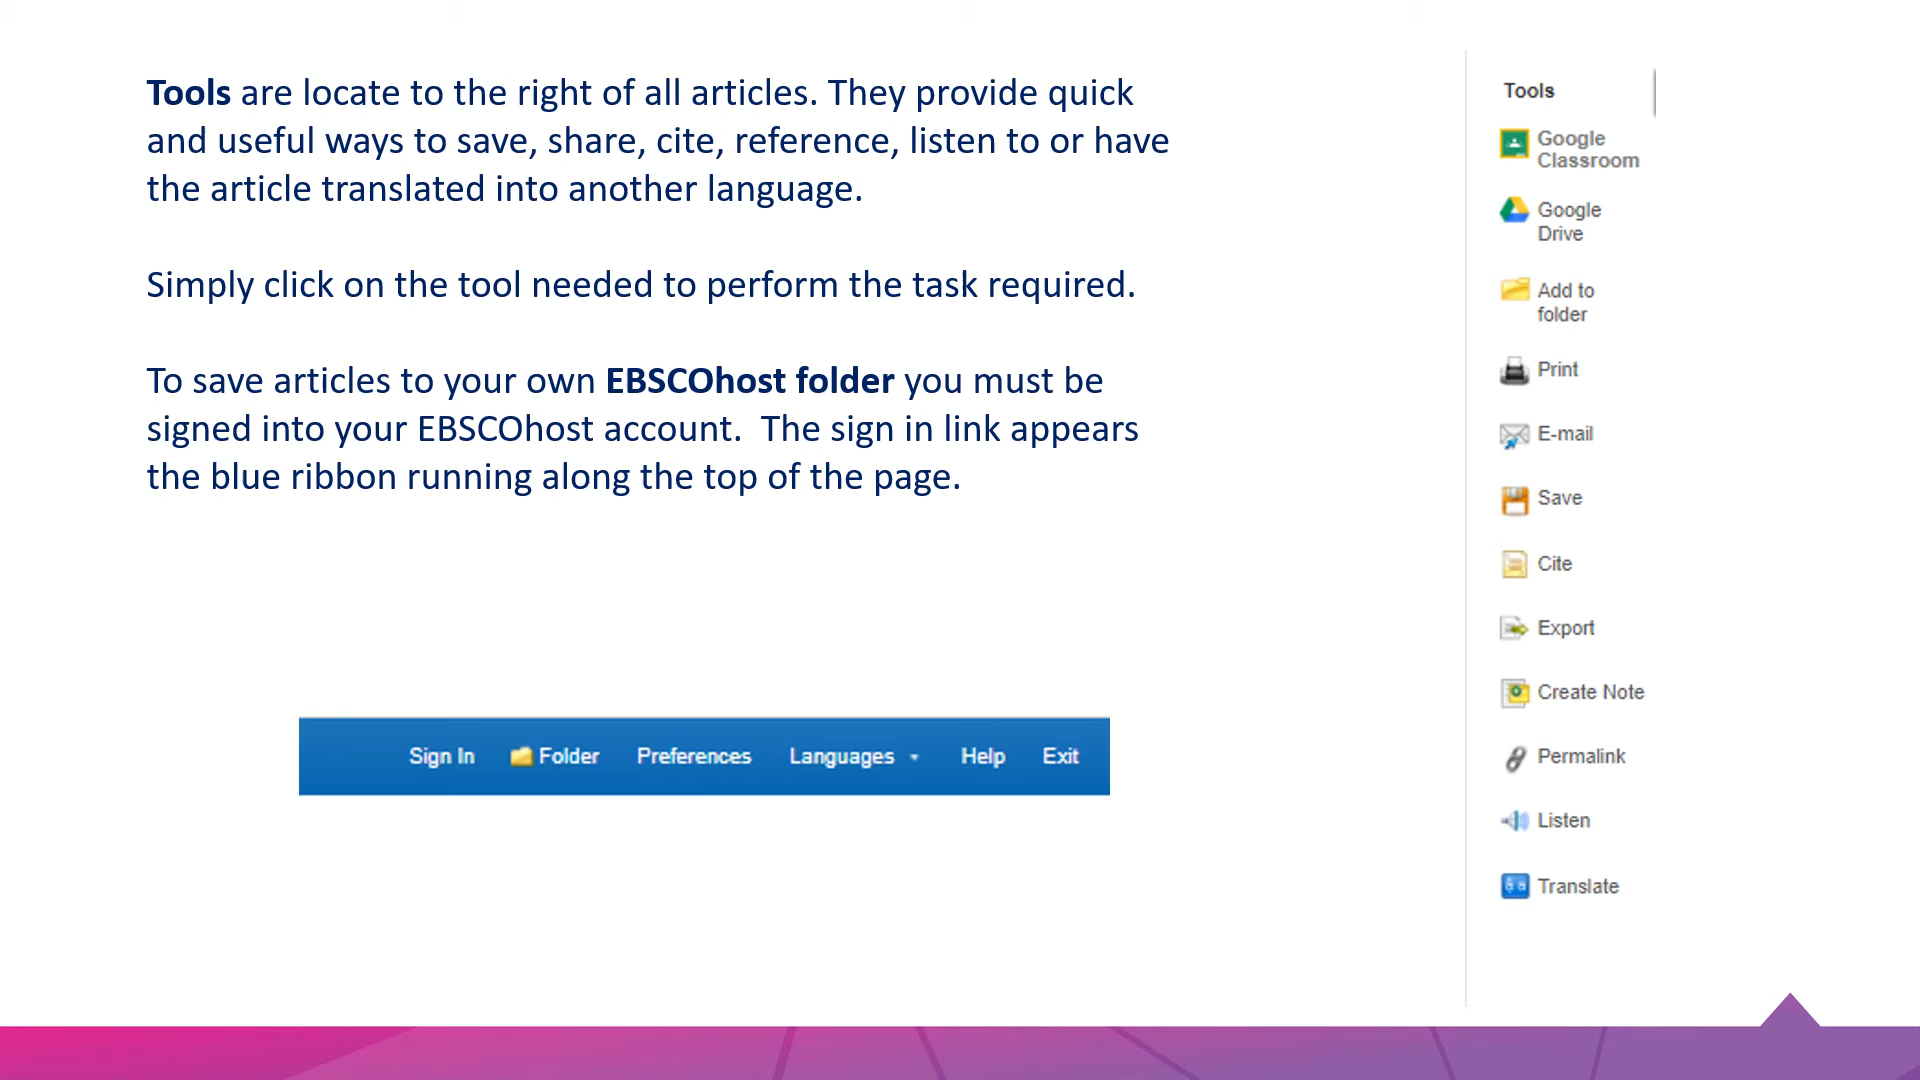 Tools are locate to the right of all articles. They provide quick
and useful ways to save, share, cite, reference, listen to or have
the article translated into another language.
Simply click on the tool needed to perform the task required.
To save articles to your own EBSCOhost folder you must be
signed into your EBSCOhost account.  The sign in link appears
the blue ribbon running along the top of the page.
Sign In Folder Preferences Languages Help Exit
Tools
Google
Classroom
Google
Drive
Add to
folder
Print
E-mail
Save
Cite
Export
Create Note
Permalink
Listen
Translate